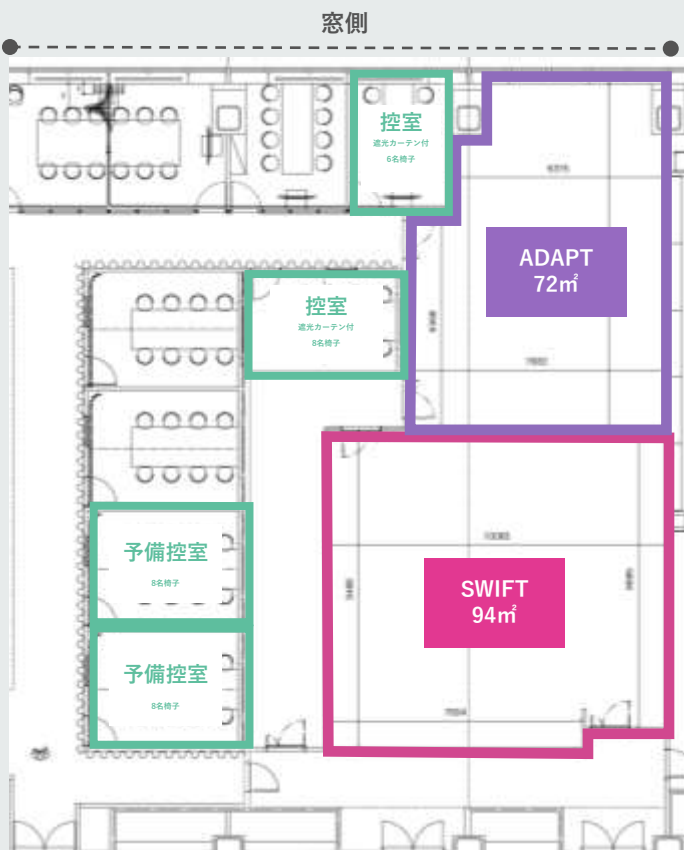 窓側
控室
遮光カーテン付
6名椅子
ADAPT
72㎡
控室
遮光カーテン付
8名椅子
予備控室
8名椅子
SWIFT
94㎡
予備控室
8名椅子